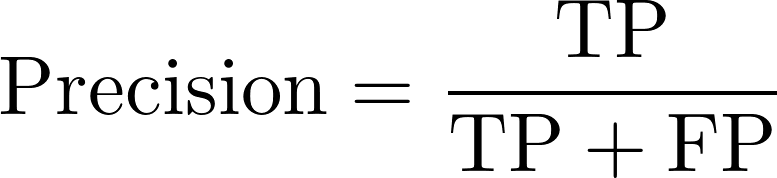 Precision = TP / TP + FP